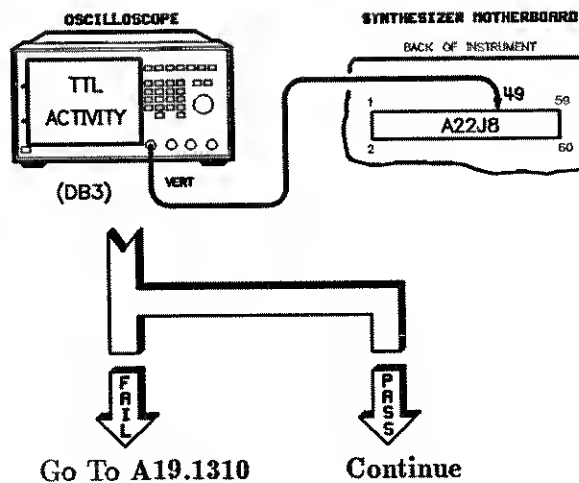 OSCILLOSCOPE
SYNTHESIZER MOTHERBOARD
BACK OF INSTRUMENT
TTL
ACTIVITY
49
1
59
A22J8
2
60
VERT
(DB3)
FAIL
PASS
Go To A19.1310
Continue